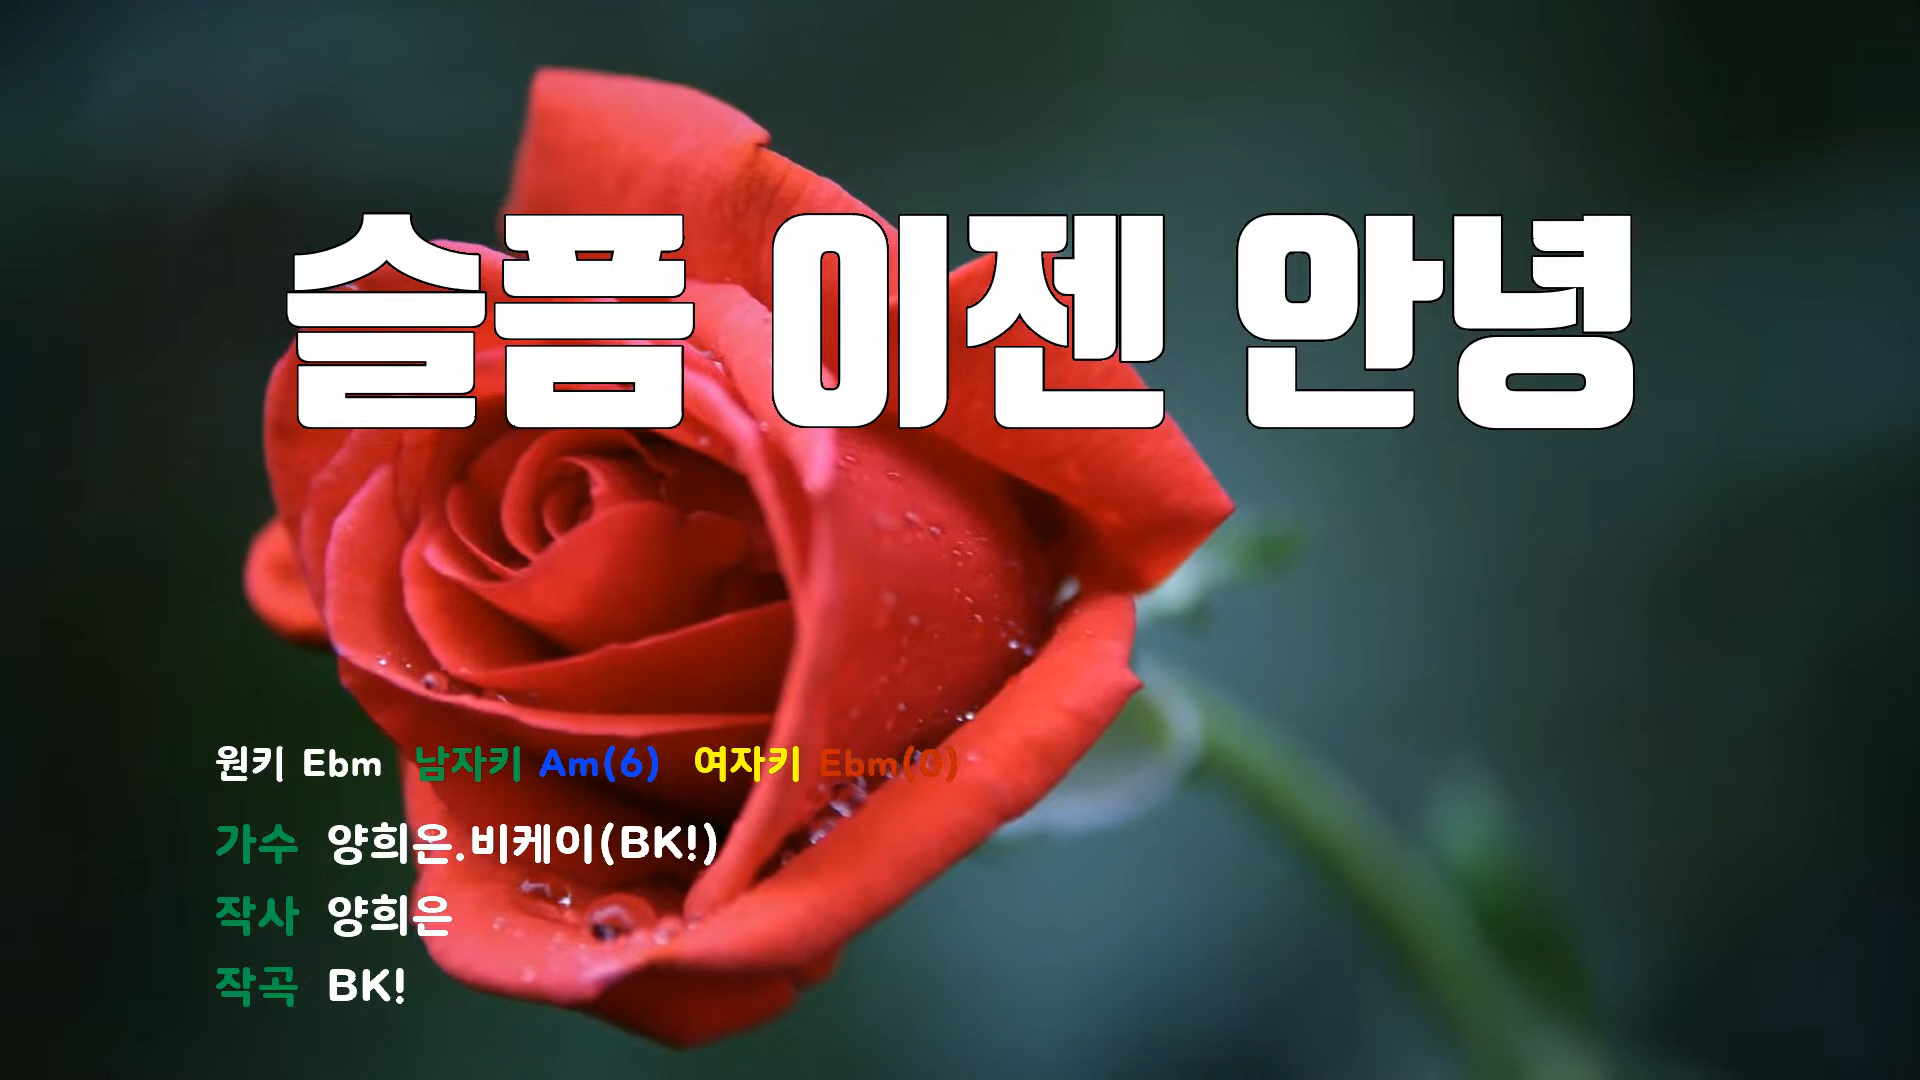 슬픔 이젠 안녕
원키 Ebm 남자키 Am(6) 여자키 Ebm(0)
가수 양희은.비케이(BK!)
작사 양희은
작곡 BK!